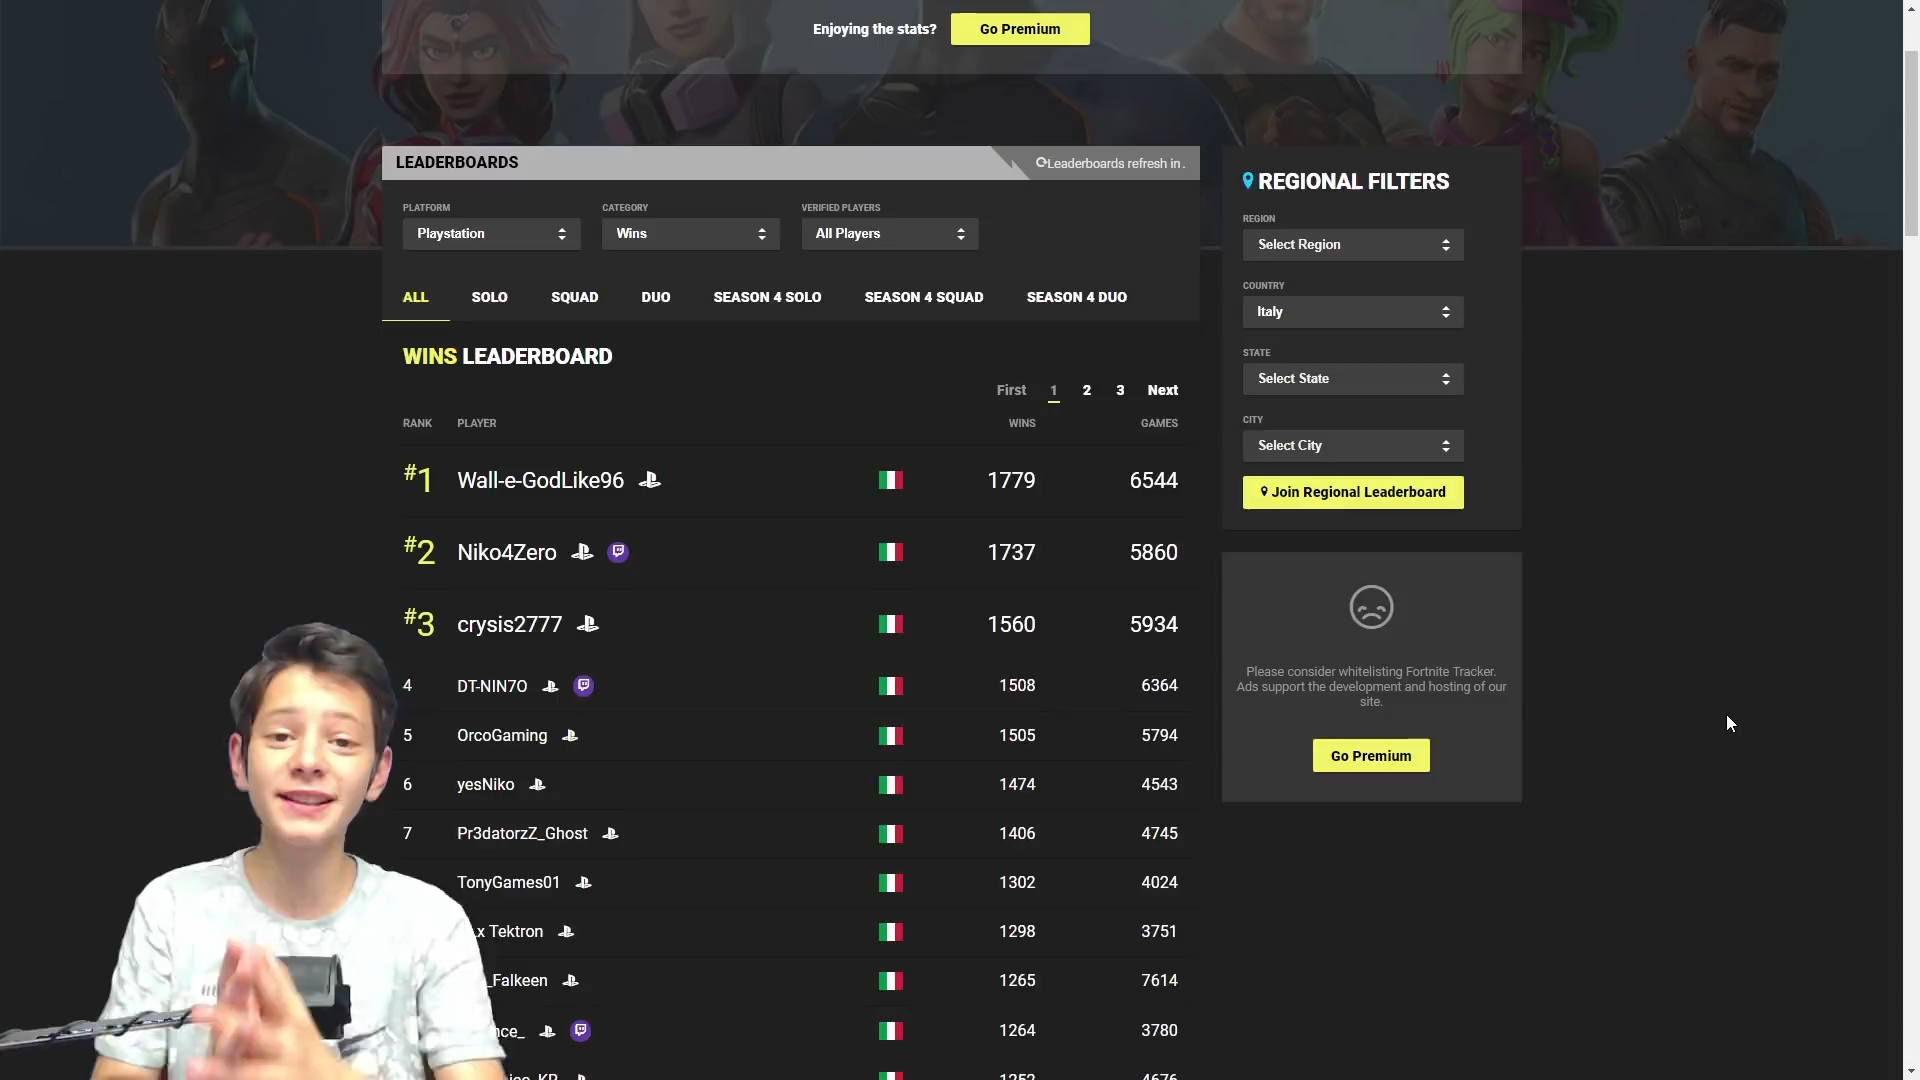 Enjoying the stats? Go Premium
LEADERBOARDS
Leaderboards refresh in .
PLATFORM CATEGORY VERIFIED PLAYERS
Playstation Wins All Players
ALL SOLO SQUAD DUO SEASON 4 SOLO SEASON 4 SQUAD SEASON 4 DUO
WINS LEADERBOARD
First 1 2 3 Next
RANK PLAYER WINS GAMES
#1 Wall-e-GodLike96 1779 6544
#2 Niko4Zero 1737 5860
#3 crysis2777 1560 5934
4 DT-NIN7O 1508 6364
5 OrcoGaming 1505 5794
6 yesNiko 1474 4543
7 Pr3datorzZ_Ghost 1406 4745
TonyGames01 1302 4024
x Tektron 1298 3751
_Falkeen 1265 7614
nce_ 1264 3780
REGIONAL FILTERS
REGION
Select Region
COUNTRY
Italy
STATE
Select State
CITY
Select City
Join Regional Leaderboard
Please consider whitelisting Fortnite Tracker.
Ads support the development and hosting of our
site.
Go Premium